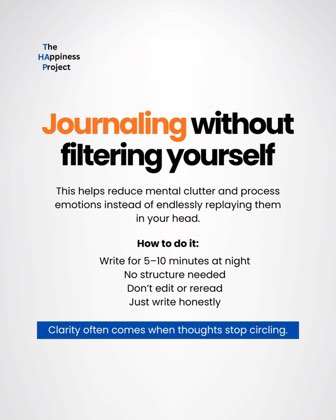 The
HAppiness
Project
Journaling without
filtering yourself
This helps reduce mental clutter and process
emotions instead of endlessly replaying them
in your head.
How to do it:
Write for 5–10 minutes at night
No structure needed
Don't edit or reread
Just write honestly
Clarity often comes when thoughts stop circling.